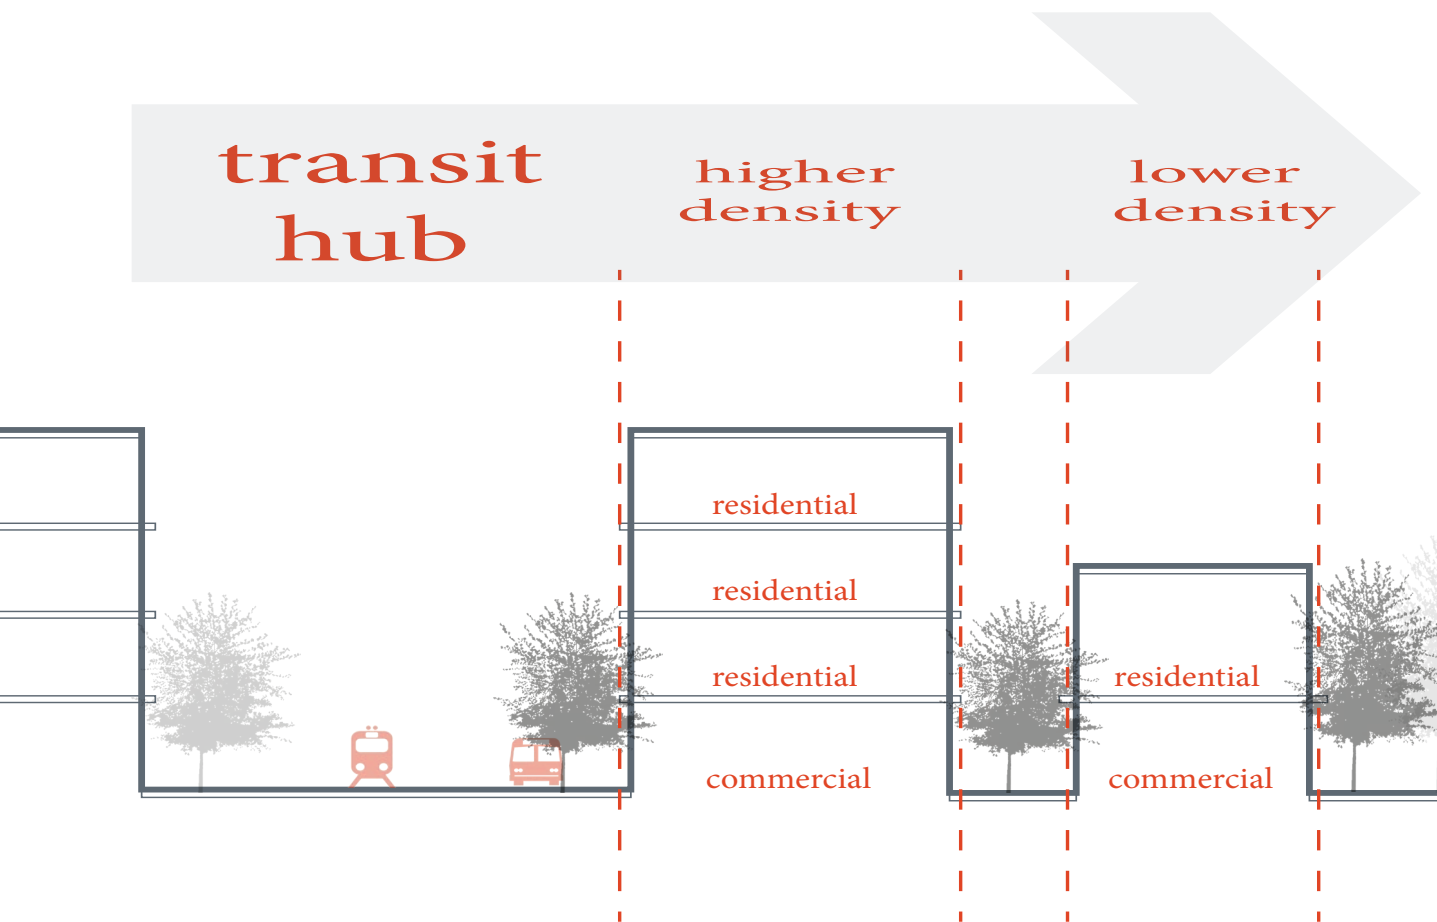 transit
hub
higher
density
lower
density
residential
residential
residential
commercial
residential
commercial